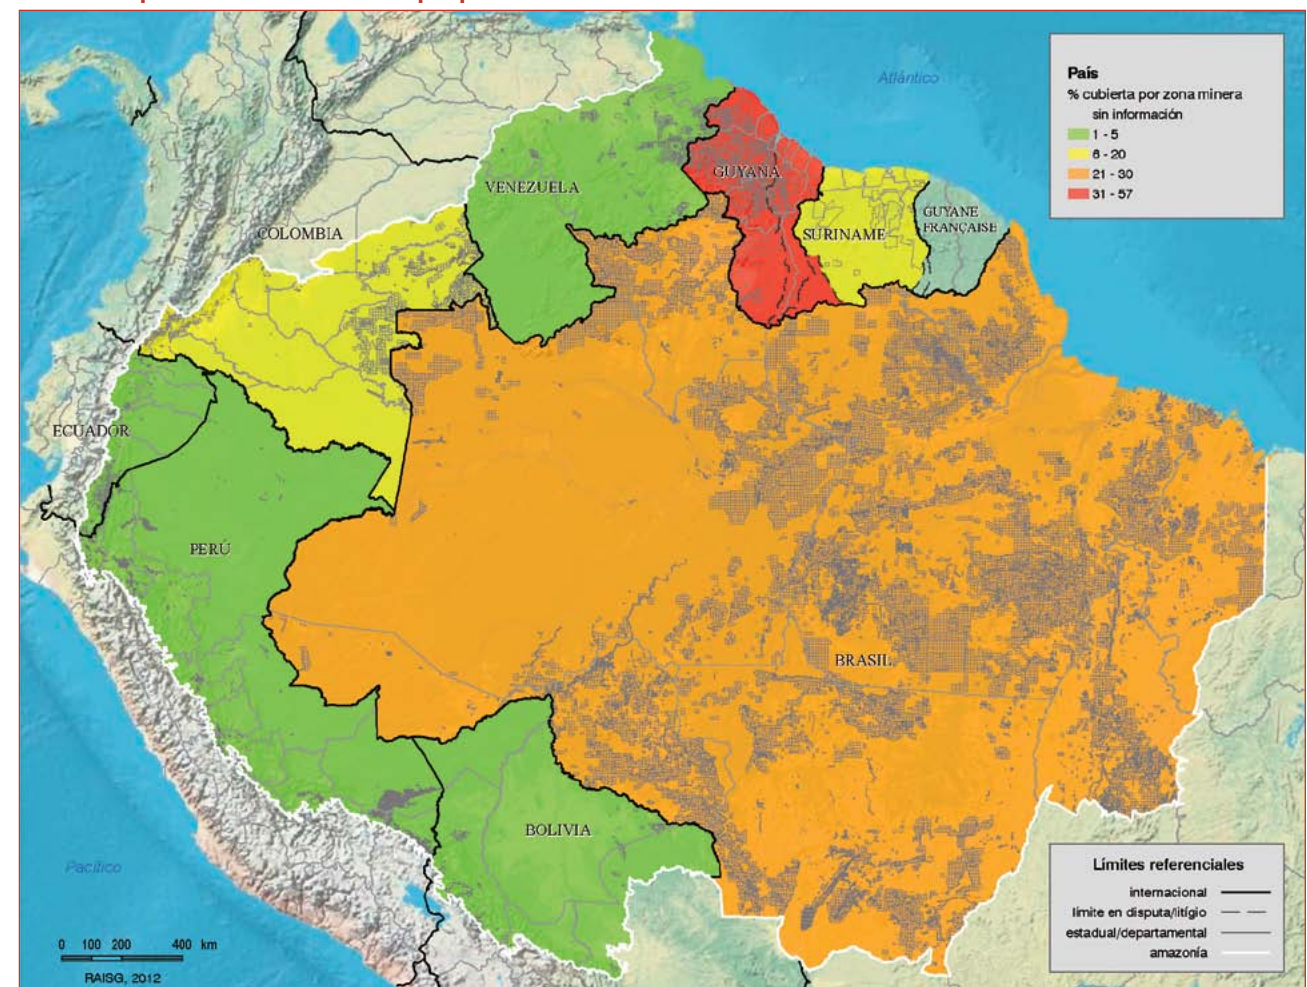 Atlántico
País
% cubierta por zona minera
sin información
1 - 5
6 - 20
21 - 30
31 - 57
GUYANA
VENEZUELA
GUYANE
FRANÇAISE
COLOMBIA
SURINAME
ECUADOR
PERÚ
BRASIL
BOLIVIA
Pacífico
0 100 200 400 km
RAISG, 2012
Límites referenciales
internacional
límite en disputa/litígio
estadual/departamental
amazonía